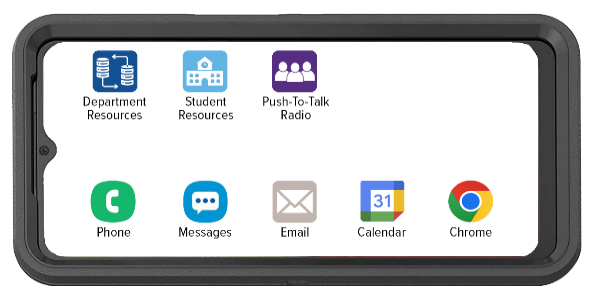 Department
Resources
Student
Resources
Push-To-Talk
Radio
31
Phone
Messages
Email
Calendar
Chrome